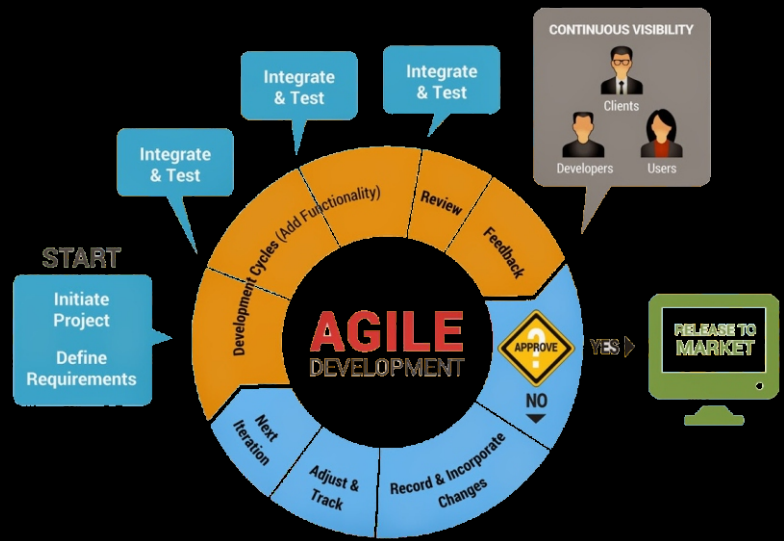 START
Initiate
Project
Define
Requirements
Integrate
& Test
Integrate
& Test
Integrate
& Test
CONTINUOUS VISIBILITY
Clients
Developers
Users
Development Cycles (Add Functionality)
Review
Feedback
AGILE
DEVELOPMENT
?
APPROVE
YES
NO
RELEASE TO
MARKET
Record & Incorporate
Changes
Adjust &
Track
Next
Iteration